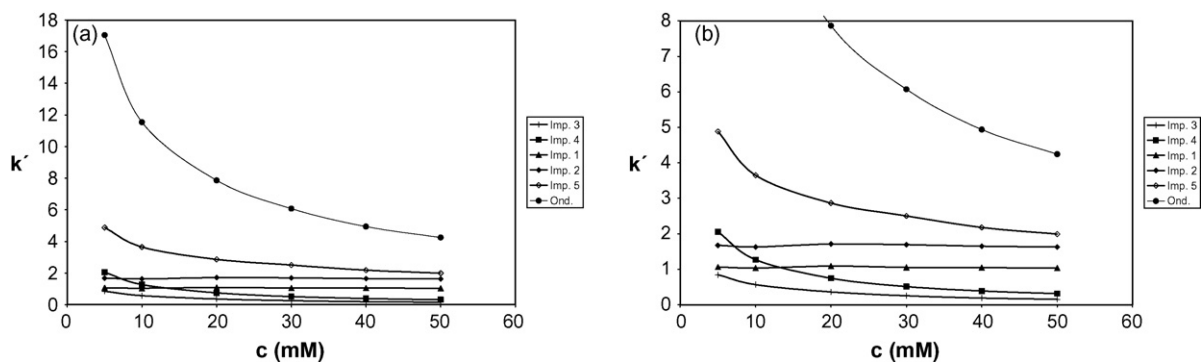 (a)
18
16
14
12
10
8
6
4
2
0
k´
0 10 20 30 40 50 60
c (mM)
Imp. 3
Imp. 4
Imp. 1
Imp. 2
Imp. 5
Ond.
(b)
8
7
6
5
4
3
2
1
0
k´
0 10 20 30 40 50 60
c (mM)
Imp. 3
Imp. 4
Imp. 1
Imp. 2
Imp. 5
Ond.